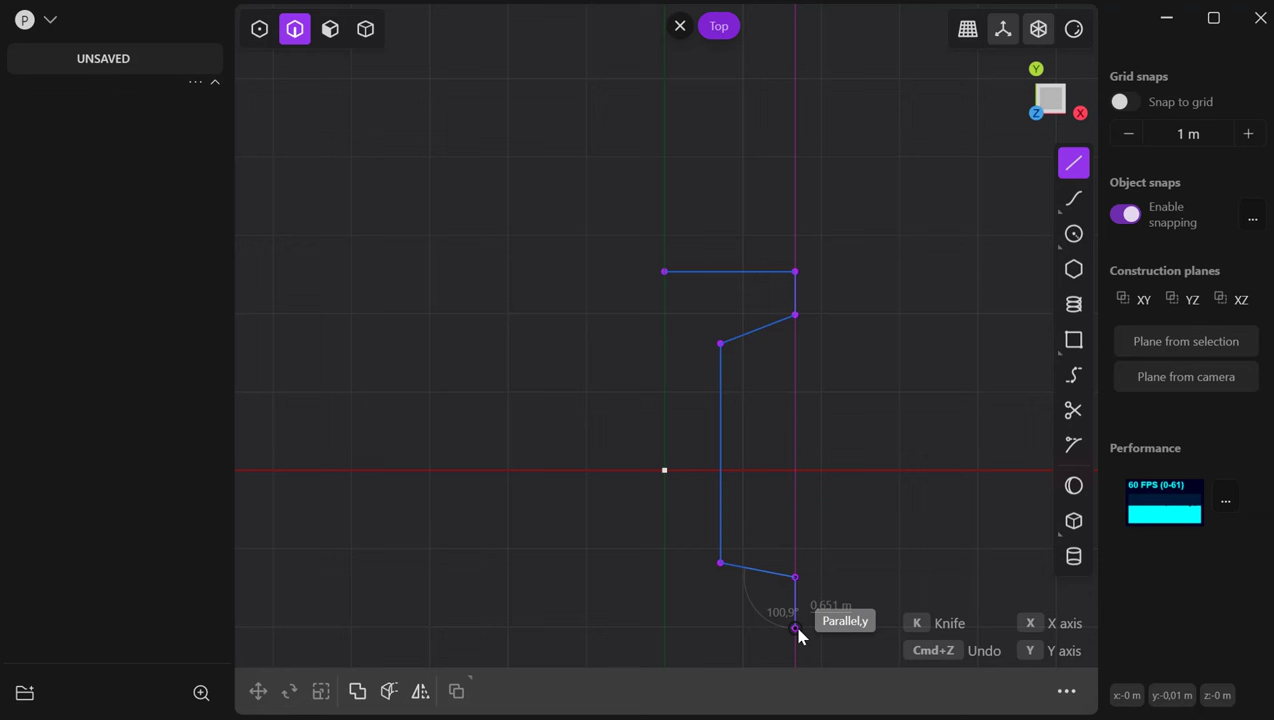 P
UNSAVED
...
Top
Y
Z
X
Grid snaps
Snap to grid
1 m
Object snaps
Enable
snapping
...
Construction planes
XY
YZ
XZ
Plane from selection
Plane from camera
Performance
60 FPS (0-61)
...
100,9°
0,651 m
Parallel,y
K Knife
X X axis
Cmd+Z Undo
Y Y axis
x:-0 m
y:-0,01 m
z:-0 m